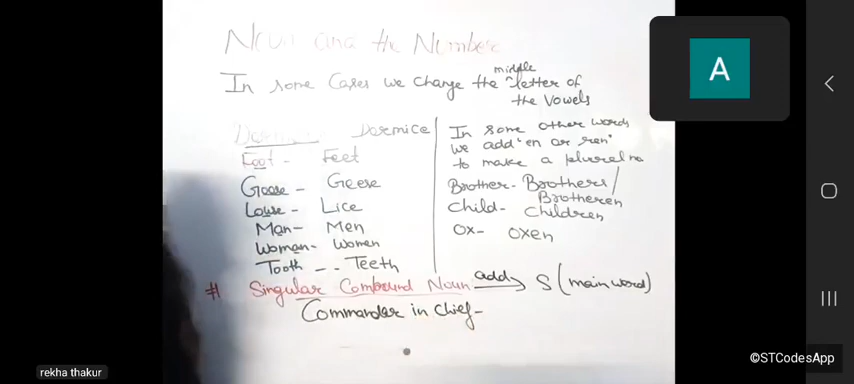 Noun and the Number
In some Cases we change the middle letter of
the Vowels
Dormice
Foot - Feet
Goose - Geese
Louse - Lice
Man - Men
Woman - Women
Tooth - - Teeth
In some other words
we add "en or ren"
to make a plurel no
Brother - Brothers/
Brotheren
Child - Children
Ox - Oxen
# Singular Combound Noun add → S (main word)
Commander in chief -
A
rekha thakur
©STCodesApp